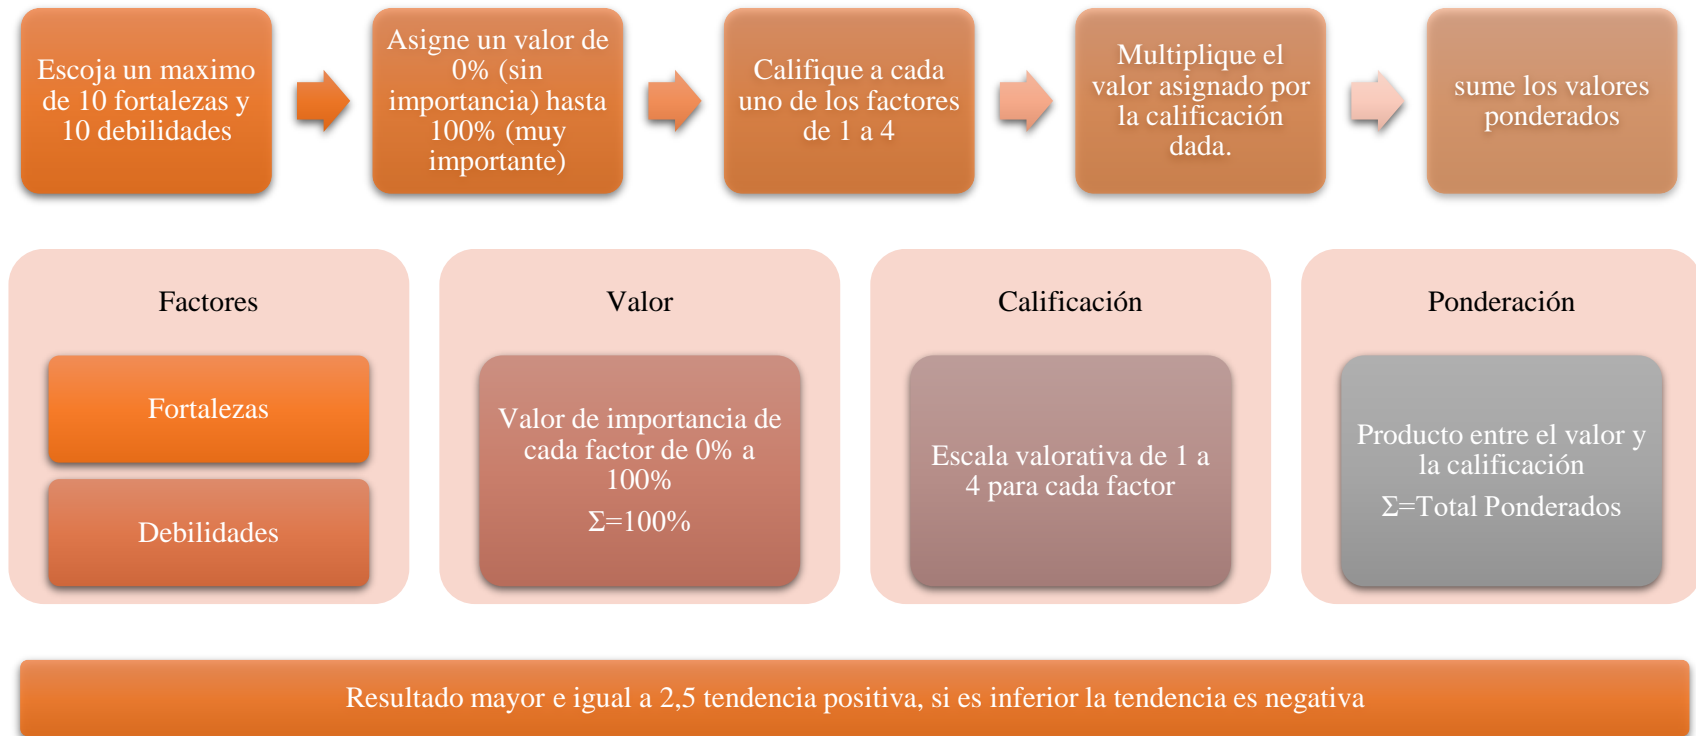 Escoja un maximo
de 10 fortalezas y
10 debilidades
Asigne un valor de
0% (sin
importancia) hasta
100% (muy
importante)
Califique a cada
uno de los factores
de 1 a 4
Multiplique el
valor asignado por
la calificación
dada.
sume los valores
ponderados
Factores
Fortalezas
Debilidades
Valor
Valor de importancia de
cada factor de 0% a
100%
Σ=100%
Calificación
Escala valorativa de 1 a
4 para cada factor
Ponderación
Producto entre el valor y
la calificación
Σ=Total Ponderados
Resultado mayor e igual a 2,5 tendencia positiva, si es inferior la tendencia es negativa